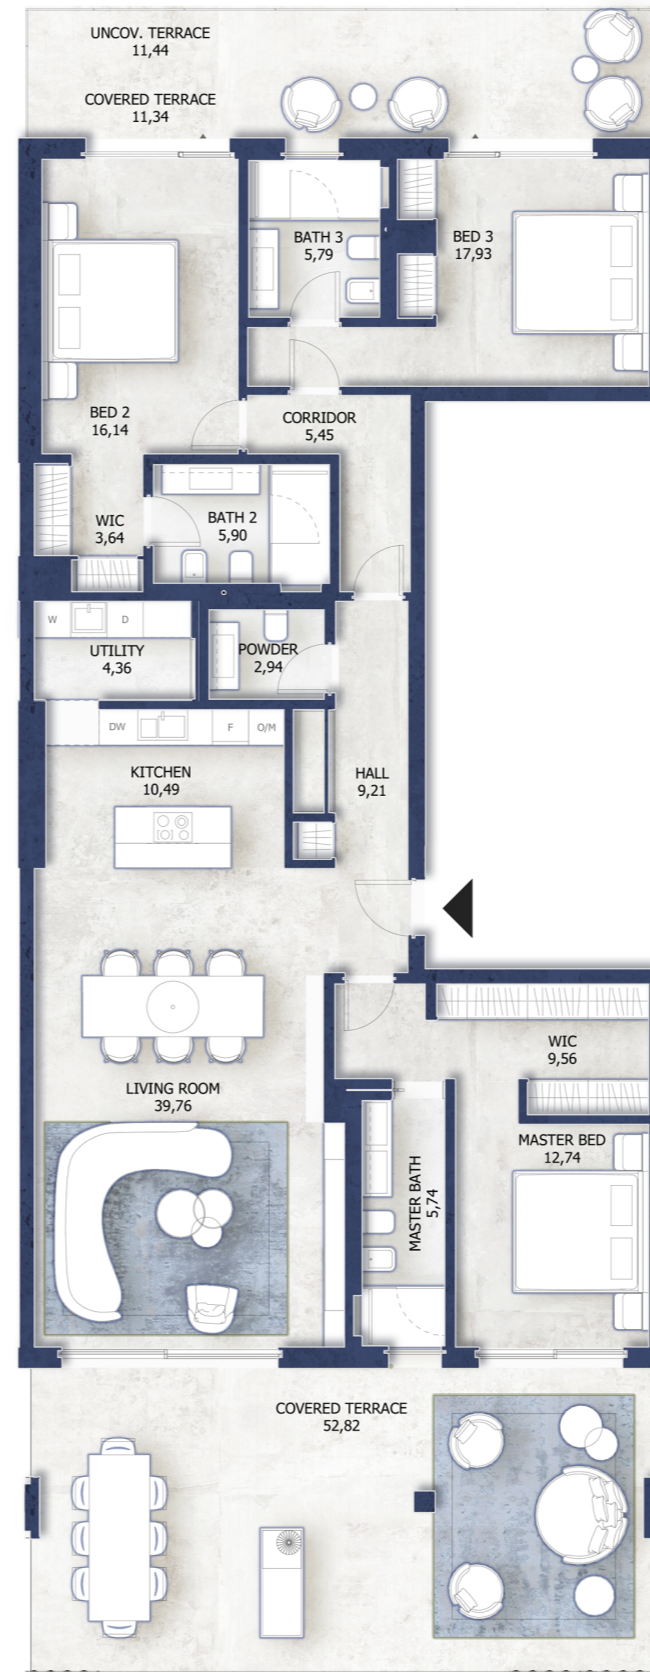 UNCOV. TERRACE
11,44
COVERED TERRACE
11,34
BATH 3
5,79
BED 3
17,93
BED 2
16,14
CORRIDOR
5,45
WIC
3,64
BATH 2
5,90
W
D
UTILITY
4,36
POWDER
2,94
DW
F
O/M
KITCHEN
10,49
HALL
9,21
WIC
9,56
LIVING ROOM
39,76
MASTER BED
12,74
MASTER BATH
5,74
COVERED TERRACE
52,82